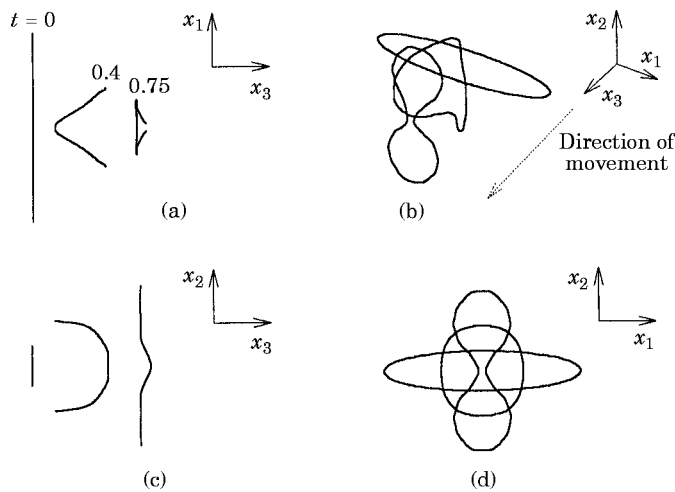 t = 0
0.4
0.75
x₁
x₃
(a)
x₂
x₁
x₃
Direction of
movement
(b)
x₂
x₃
(c)
x₂
x₁
(d)